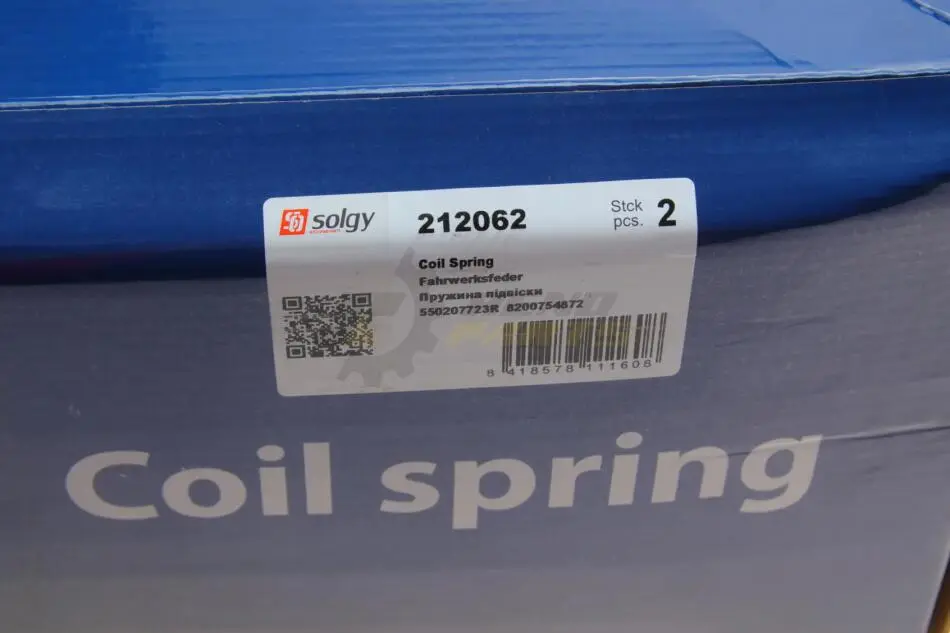 solgy
212062
Stck
pcs. 2
Coil Spring
Fahrwerksfeder
Пружина підвіски
550207723R 8200754872
8 418578 111608
Coil spring